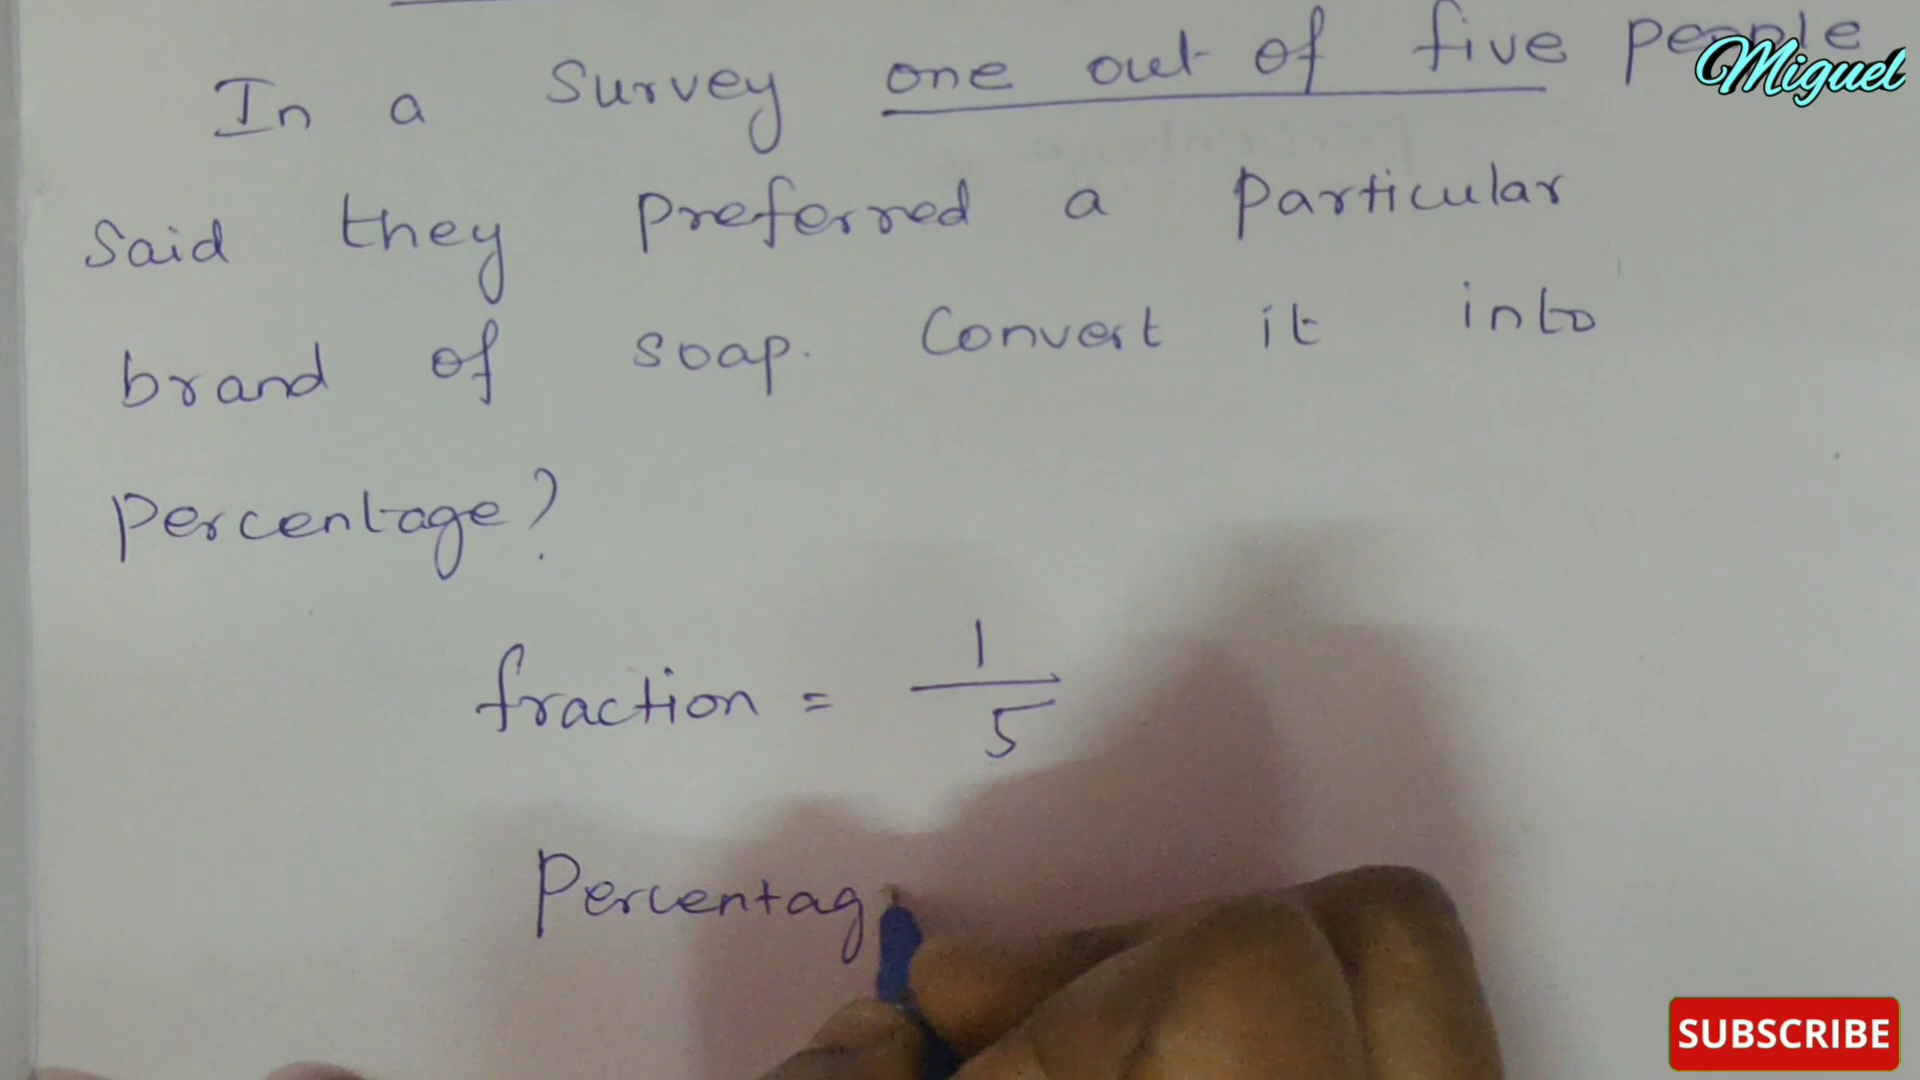 In a survey one out of five people
Miguel
said they preferred a particular
brand of soap. Convert it into
percentage?
fraction = 1/5
Percentag
SUBSCRIBE